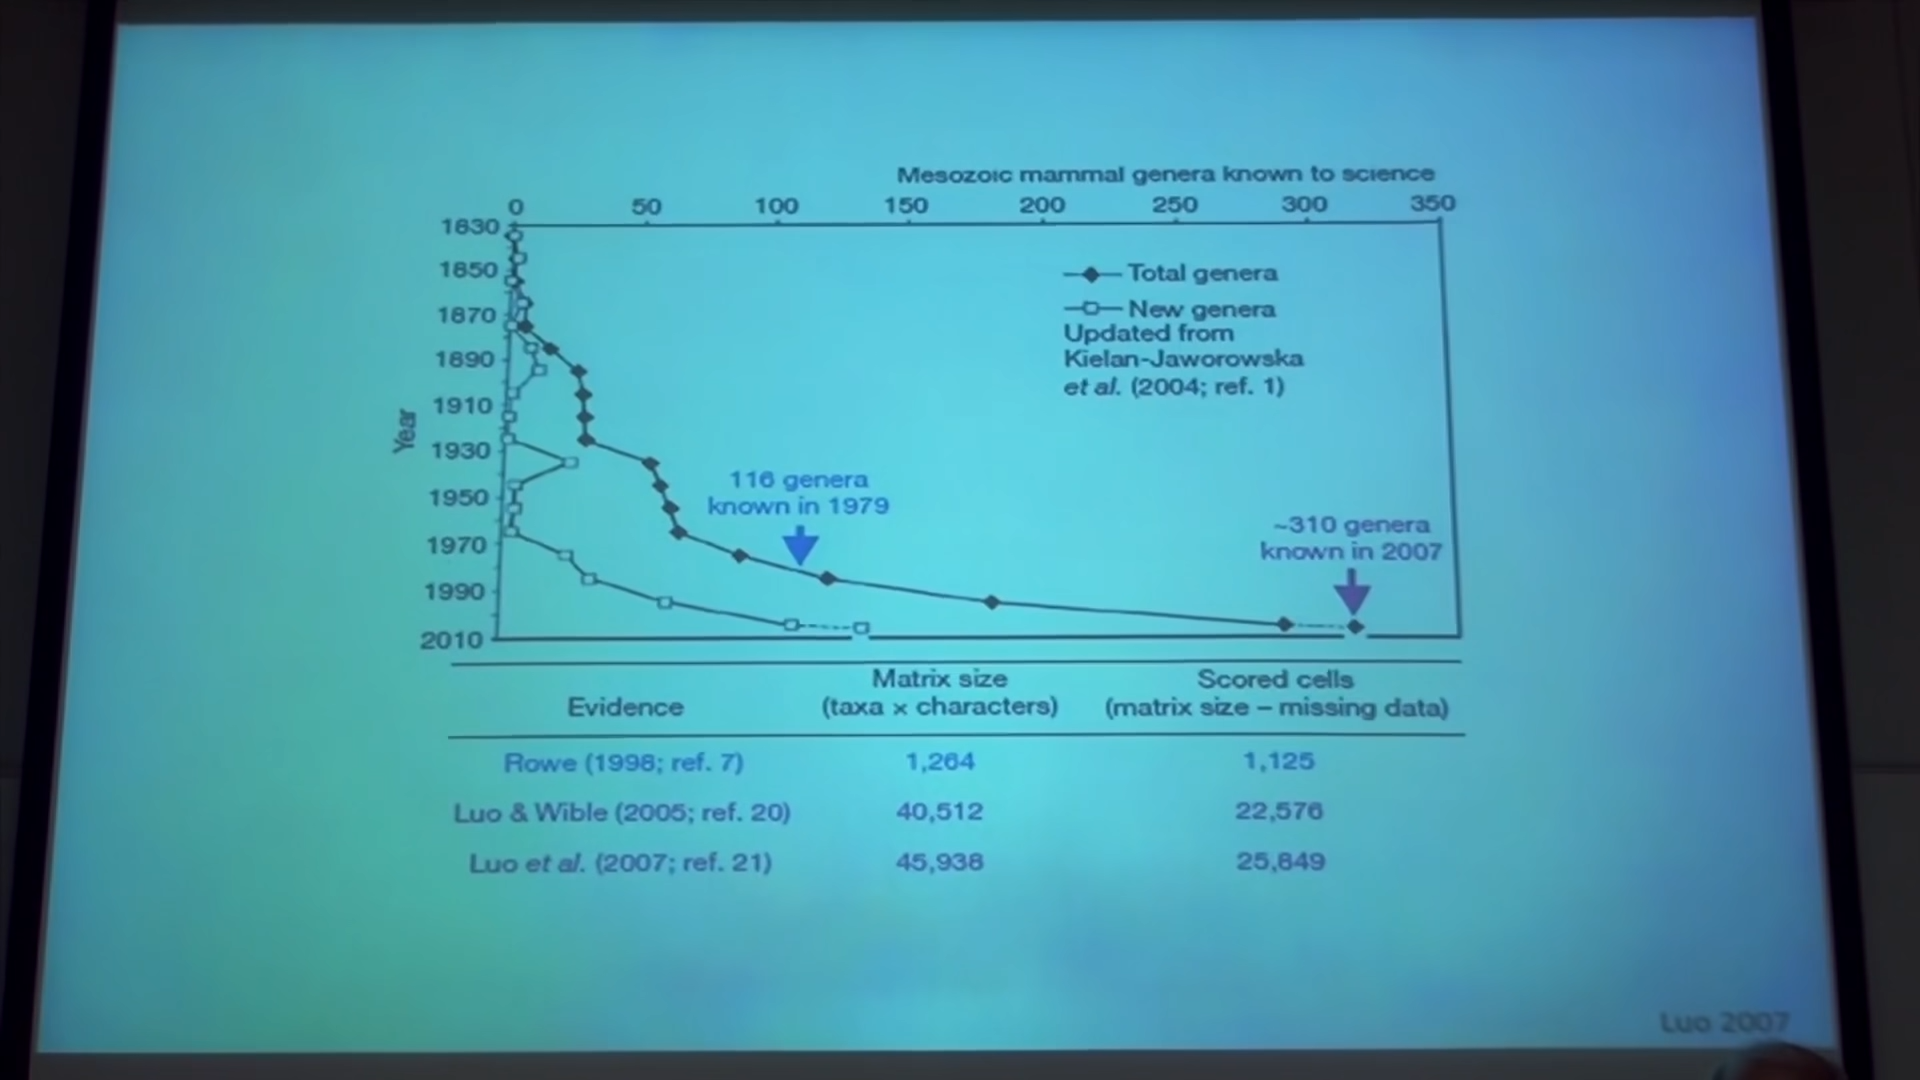 Mesozoic mammal genera known to science
0 50 100 150 200 250 300 350
1830
1850
1870
1890
1910
1930
1950
1970
1990
2010
Year
Total genera
New genera
Updated from
Kielan-Jaworowska
et al. (2004; ref. 1)
116 genera
known in 1979
~310 genera
known in 2007
Evidence
Matrix size
(taxa × characters)
Scored cells
(matrix size – missing data)
Rowe (1998; ref. 7) 1,264 1,125
Luo & Wible (2005; ref. 20) 40,512 22,576
Luo et al. (2007; ref. 21) 45,938 25,849
Luo 2007